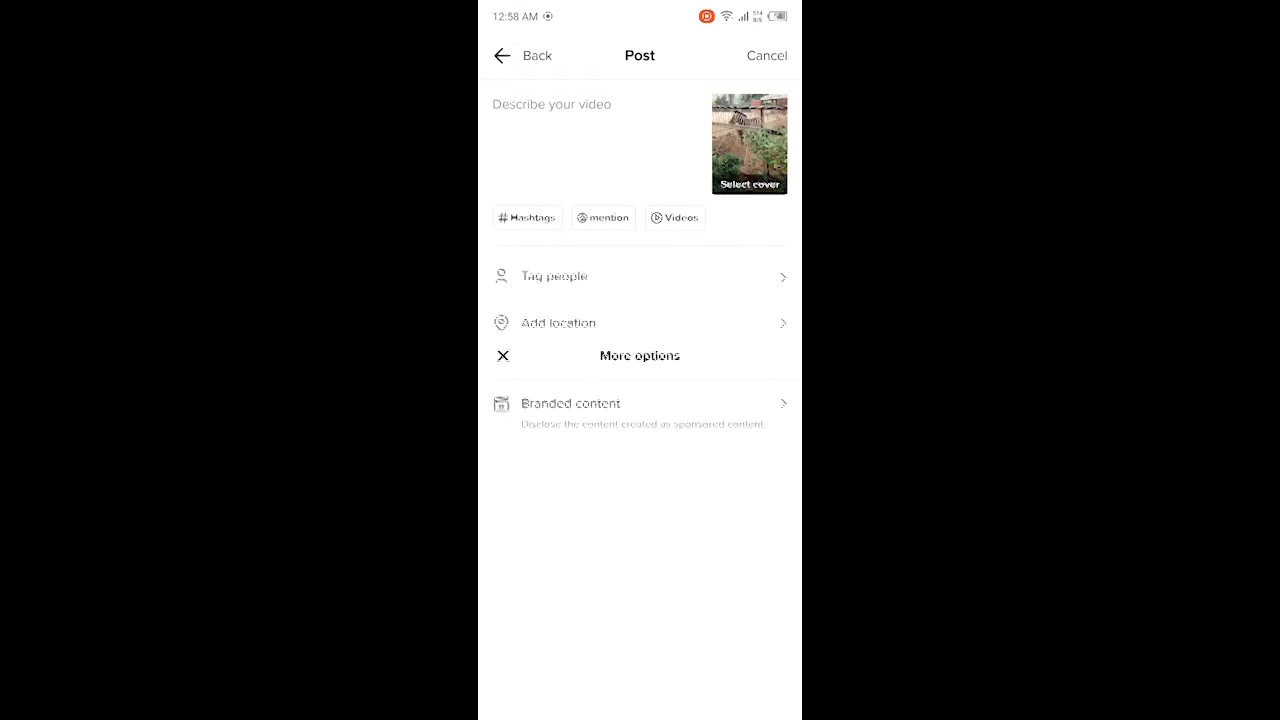 12:58 AM
Back
Post
Cancel
Describe your video
Select cover
# Hashtags
mention
Videos
Tag people
Add location
More options
Branded content
Disclose the content created as sponsored content.